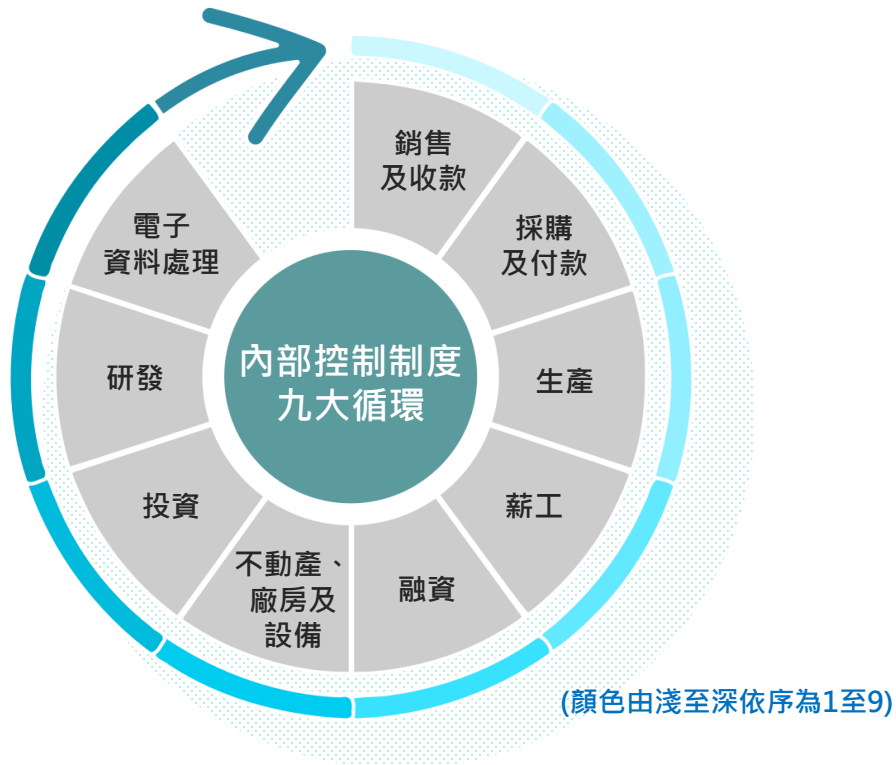 內部控制制度
九大循環
銷售
及收款
採購
及付款
生產
薪工
融資
不動產、
廠房及
設備
投資
研發
電子
資料處理
(顏色由淺至深依序為1至9)